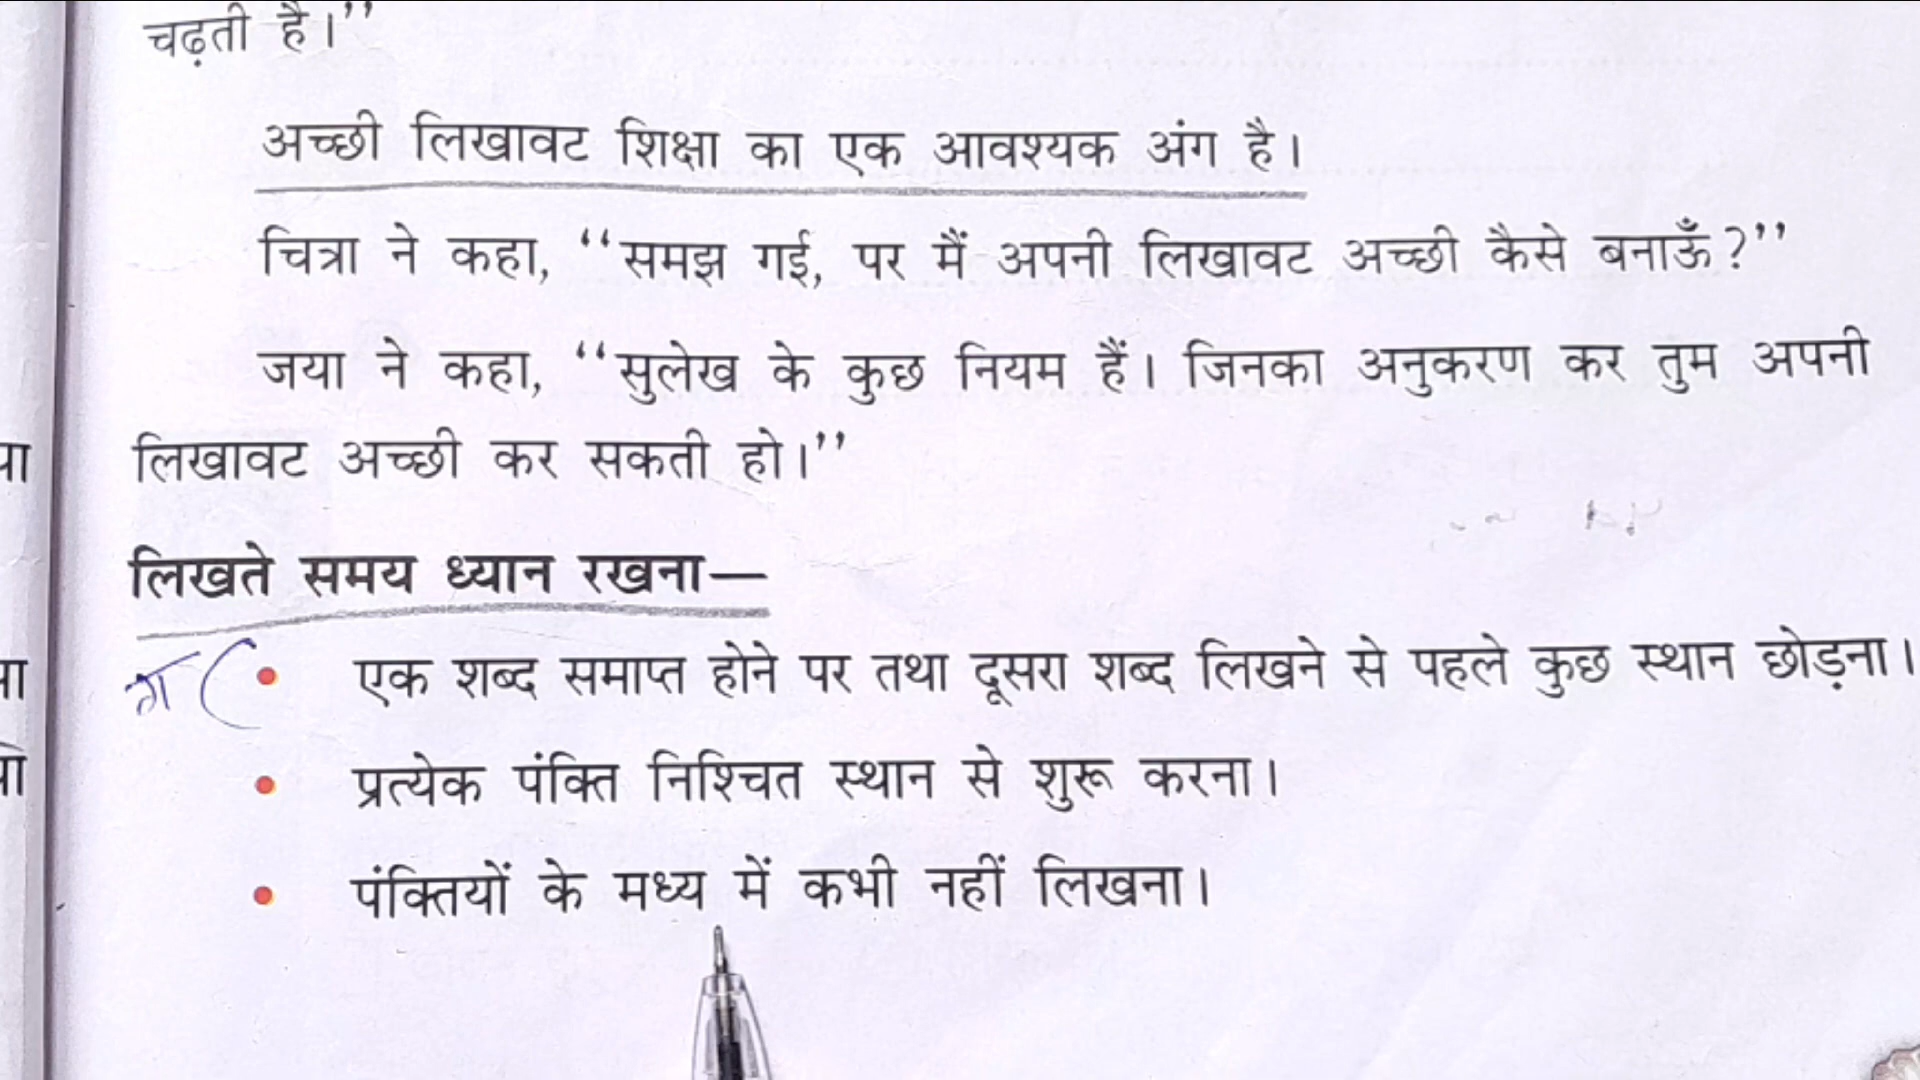 चढ़ती है।’’
अच्छी लिखावट शिक्षा का एक आवश्यक अंग है।
चित्रा ने कहा, ‘‘समझ गई, पर मैं अपनी लिखावट अच्छी कैसे बनाऊँ?’’
जया ने कहा, ‘‘सुलेख के कुछ नियम हैं। जिनका अनुकरण कर तुम अपनी
लिखावट अच्छी कर सकती हो।’’
लिखते समय ध्यान रखना—
• एक शब्द समाप्त होने पर तथा दूसरा शब्द लिखने से पहले कुछ स्थान छोड़ना।
• प्रत्येक पंक्ति निश्चित स्थान से शुरू करना।
• पंक्तियों के मध्य में कभी नहीं लिखना।